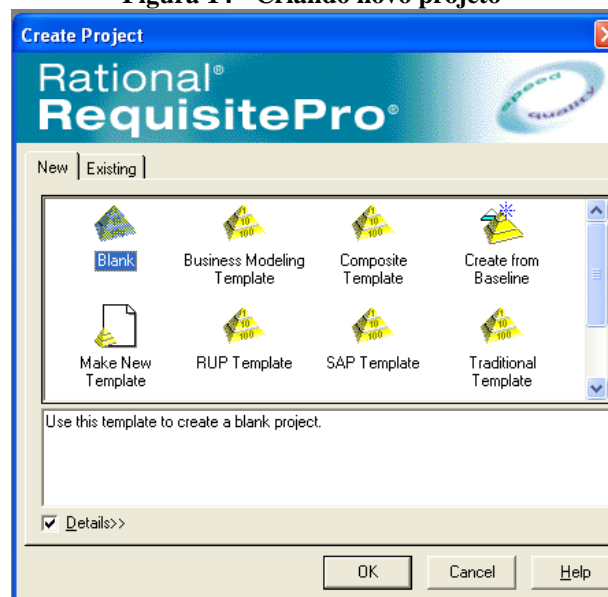 Figura 14 - Criando novo projeto
Create Project
Rational®
RequisitePro®
speed
quality
New
Existing
Blank
Business Modeling
Template
Composite
Template
Create from
Baseline
Make New
Template
RUP Template
SAP Template
Traditional
Template
Use this template to create a blank project.
Details>>
OK
Cancel
Help